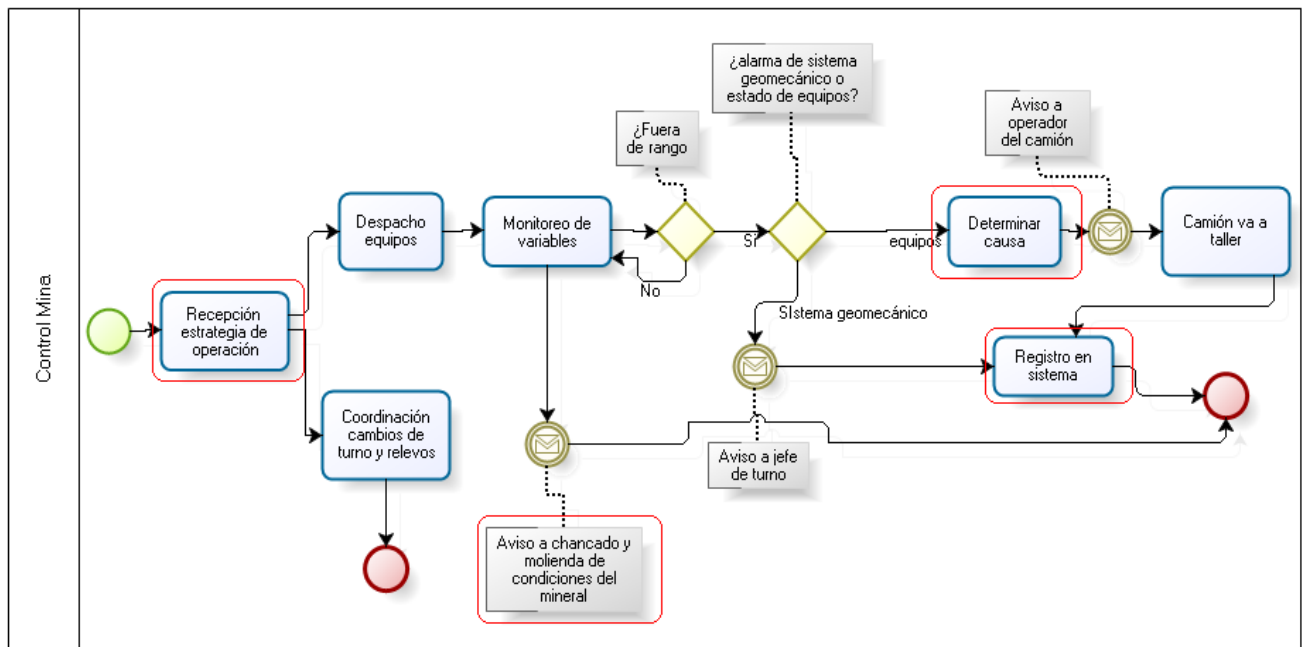 Control Mina
¿alarma de sistema
geomecánico o
estado de equipos?
¿Fuera
de rango
Aviso a
operador
del camión
Despacho
equipos
Monitoreo de
variables
Sí
equipos
Determinar
causa
Camión va a
taller
No
Recepción
estrategia de
operación
SIstema geomecánico
Registro en
sistema
Coordinación
cambios de
turno y relevos
Aviso a jefe
de turno
Aviso a chancado y
molienda de
condiciones del
mineral